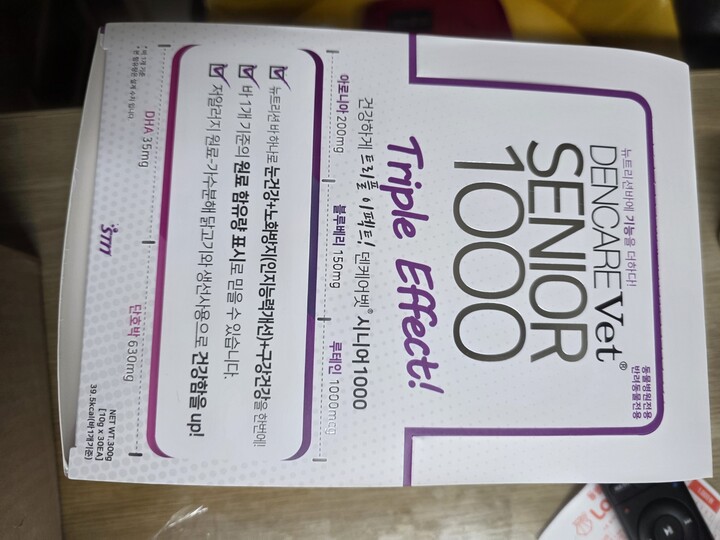 뉴트리션바에 기능을 더하다!
DENCARE Vet®
동물병원전용
반려동물전용
SENIOR
1000
Triple Effect!
건강하게 트리플 이펙트! 덴케어벳® 시니어1000
아로니아 200mg
블루베리 150mg
루테인 1000mcg
뉴트리션 바 하나로 눈건강+노화방지(인지능력개선)+구강건강을 한번에!
바 1개 기준의 원료 함유량 표시로 믿을 수 있습니다.
저알러지 원료-가수분해 닭고기와 생선사용으로 건강함을 up!
DHA 35mg
단호박 630mg
NET WT.300g
[10g x 30EA]
39.5kcal(바1개기준)